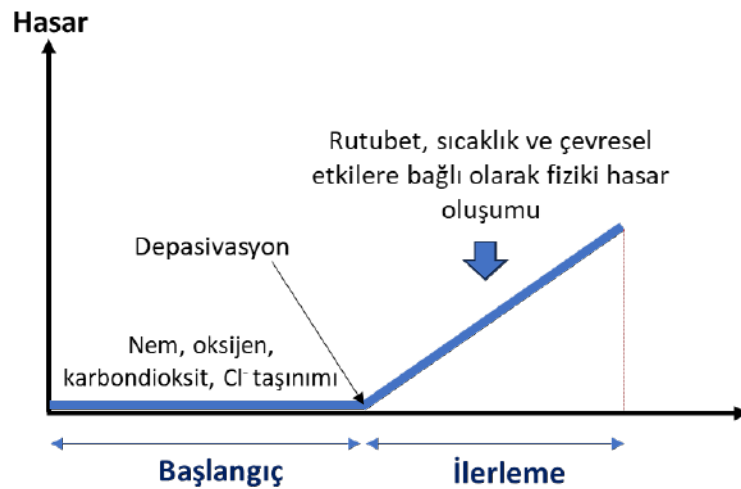 Hasar
Rutubet, sıcaklık ve çevresel
etkilere bağlı olarak fiziki hasar
oluşumu
Depasivasyon
Nem, oksijen,
karbondioksit, Cl⁻ taşınımı
Başlangıç
İlerleme